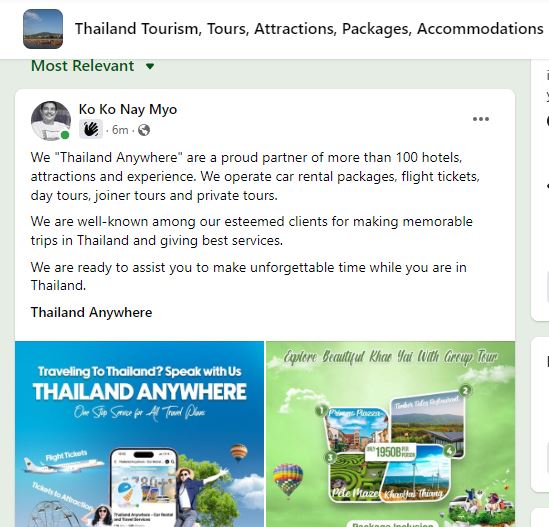 Thailand Tourism, Tours, Attractions, Packages, Accommodations
Most Relevant
Ko Ko Nay Myo
· 6m ·
We "Thailand Anywhere" are a proud partner of more than 100 hotels,
attractions and experience. We operate car rental packages, flight tickets,
day tours, joiner tours and private tours.
We are well-known among our esteemed clients for making memorable
trips in Thailand and giving best services.
We are ready to assist you to make unforgettable time while you are in
Thailand.
Thailand Anywhere
Traveling To Thailand? Speak with Us
THAILAND ANYWHERE
One Stop Service for All Travel Plans
Flight Tickets
Tickets to Attraction
Thailand Anywhere - Car Rental
and Travel Services
Explore Beautiful Khao Yai With Group Tour
1
Primo Piazza
2
3
1950B PER
PERSON
4
Pete Maze
KhaoYai Thiang
Package Inclusion